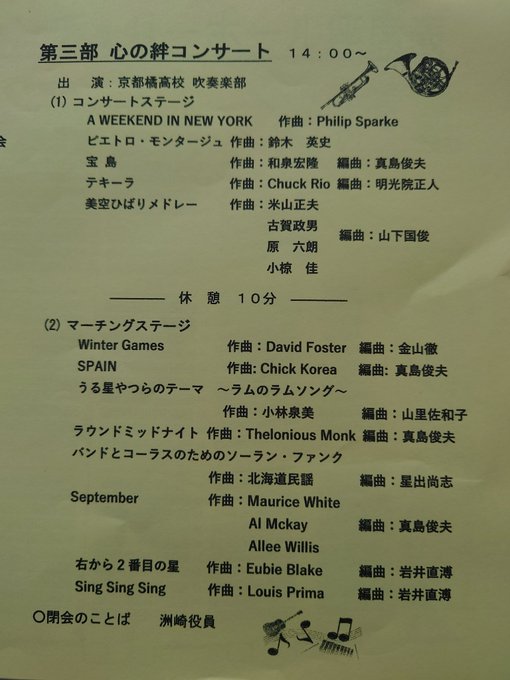 第三部 心の絆コンサート 14:00~
出 演:京都橘高校 吹奏楽部
(1) コンサートステージ
A WEEKEND IN NEW YORK 作曲:Philip Sparke
ピエトロ・モンタージュ 作曲:鈴木 英史
会
宝 島 作曲:和泉宏隆 編曲:真島俊夫
テキーラ 作曲:Chuck Rio 編曲:明光院正人
美空ひばりメドレー 作曲:米山正夫
古賀政男
原 六朗
編曲:山下国俊
小椋 佳
休 憩 10分
(2) マーチングステージ
Winter Games 作曲:David Foster 編曲:金山徹
SPAIN 作曲:Chick Korea 編曲:真島俊夫
うる星やつらのテーマ ~ラムのラムソング~
作曲:小林泉美 編曲:山里佐和子
ラウンドミッドナイト 作曲:Thelonious Monk 編曲:真島俊夫
バンドとコーラスのためのソーラン・ファンク
作曲:北海道民謡 編曲:星出尚志
September 作曲:Maurice White
Al Mckay 編曲:真島俊夫
Allee Willis
右から2番目の星 作曲:Eubie Blake 編曲:岩井直溥
Sing Sing Sing 作曲:Louis Prima 編曲:岩井直溥
〇閉会のことば 洲崎役員